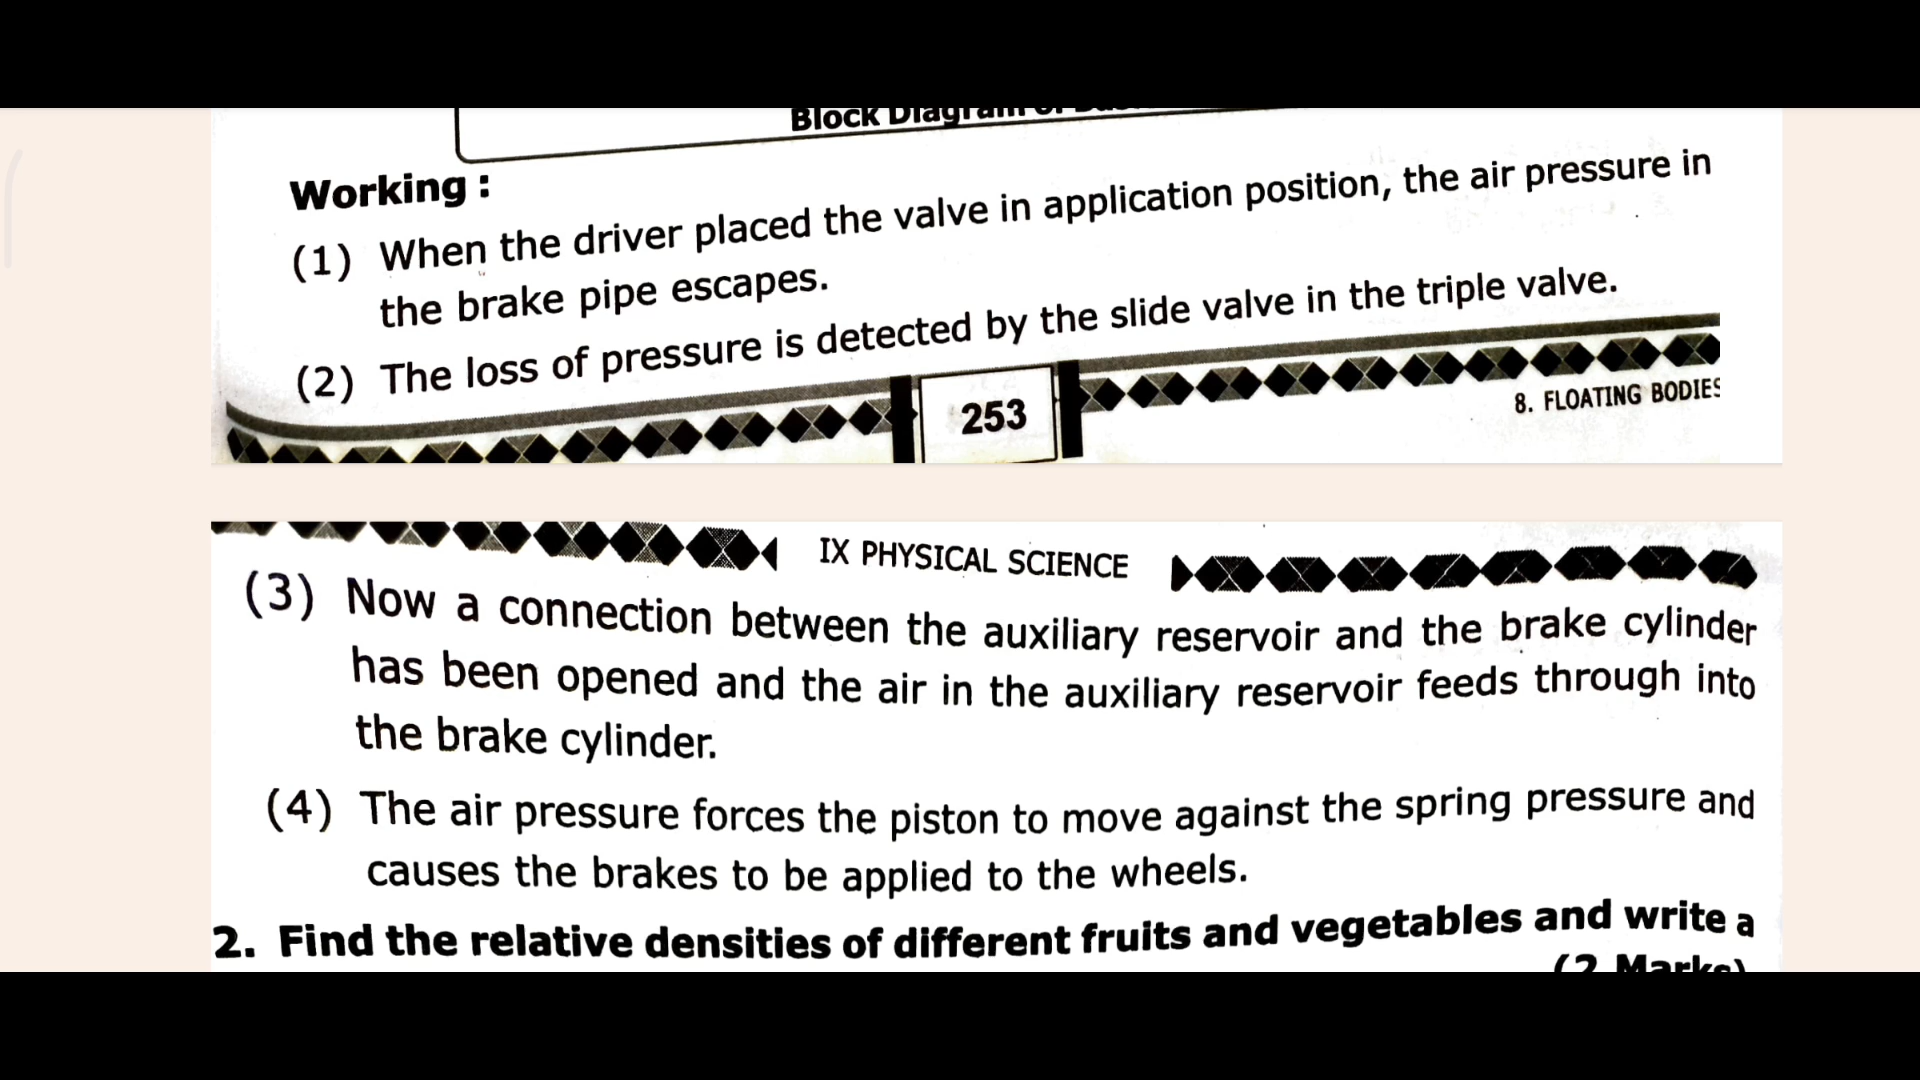 Block Diagram of
Working :
(1) When the driver placed the valve in application position, the air pressure in
the brake pipe escapes.
(2) The loss of pressure is detected by the slide valve in the triple valve.
253
8. FLOATING BODIES
IX PHYSICAL SCIENCE
(3) Now a connection between the auxiliary reservoir and the brake cylinder
has been opened and the air in the auxiliary reservoir feeds through into
the brake cylinder.
(4) The air pressure forces the piston to move against the spring pressure and
causes the brakes to be applied to the wheels.
2. Find the relative densities of different fruits and vegetables and write a
(2 Marks)